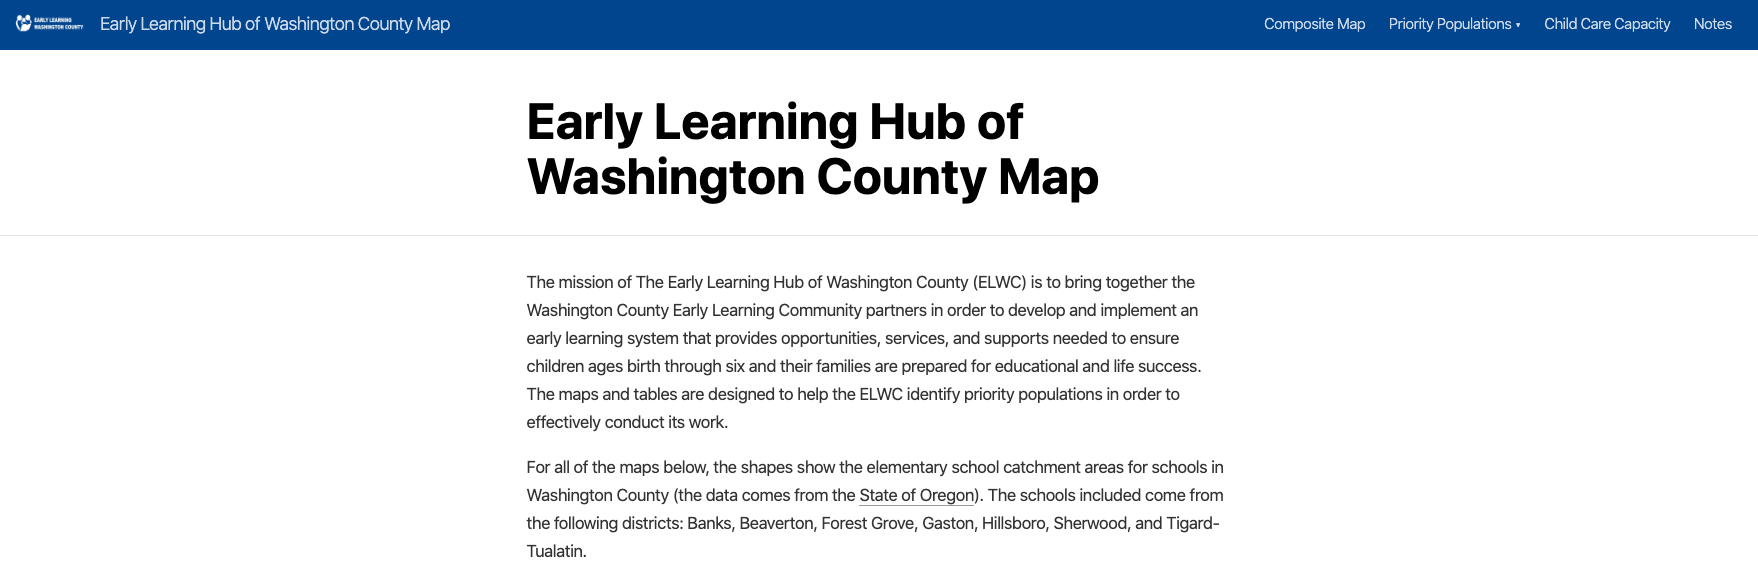 EARLY LEARNING
WASHINGTON COUNTY
Early Learning Hub of Washington County Map
Composite Map
Priority Populations ▾
Child Care Capacity
Notes
Early Learning Hub of
Washington County Map
The mission of The Early Learning Hub of Washington County (ELWC) is to bring together the
Washington County Early Learning Community partners in order to develop and implement an
early learning system that provides opportunities, services, and supports needed to ensure
children ages birth through six and their families are prepared for educational and life success.
The maps and tables are designed to help the ELWC identify priority populations in order to
effectively conduct its work.
For all of the maps below, the shapes show the elementary school catchment areas for schools in
Washington County (the data comes from the State of Oregon). The schools included come from
the following districts: Banks, Beaverton, Forest Grove, Gaston, Hillsboro, Sherwood, and Tigard-
Tualatin.